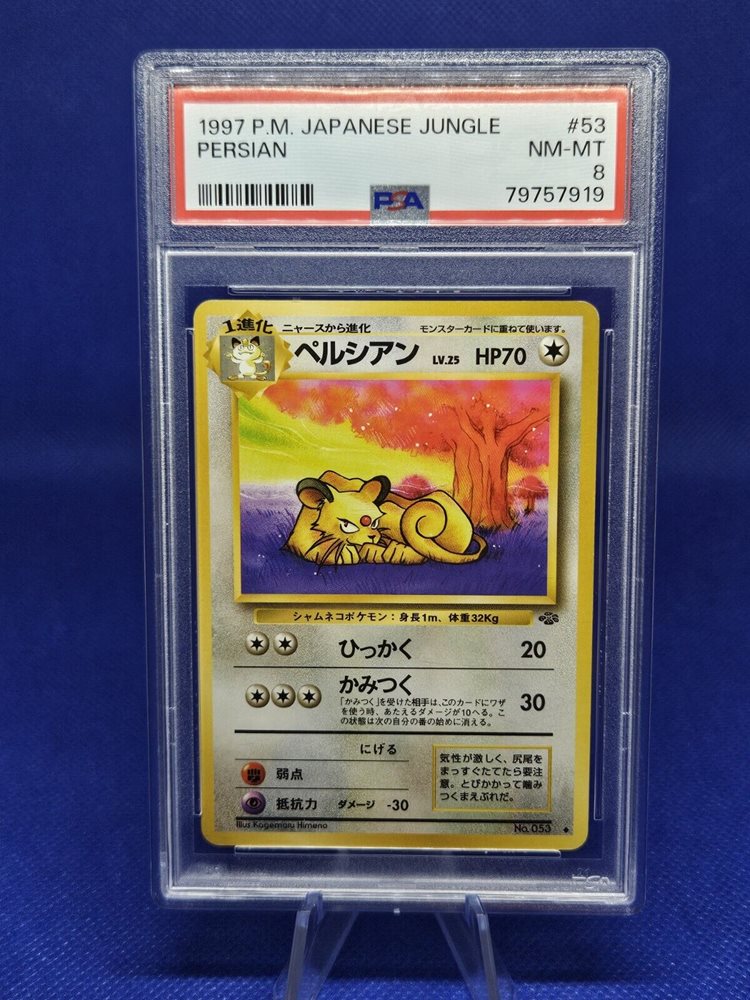 1997 P.M. JAPANESE JUNGLE #53
PERSIAN NM-MT
8
PSA 79757919
1進化 ニャースから進化 モンスターカードに重ねて使います。
ペルシアン LV.25 HP70
シャムネコポケモン：身長1m、体重32Kg
ひっかく 20
かみつく 30
「かみつく」を受けた相手は、このカードにワザ
を使う時、あたえるダメージが10へる。こ
の状態は次の自分の番の始めに消える。
にげる
弱点
抵抗力 ダメージ -30
気性が激しく、尻尾を
まっすぐたてたら要注
意。とびかかって噛み
つくまえぶれだ。
Illus. Kagemaru Himeno No. 053
PSA